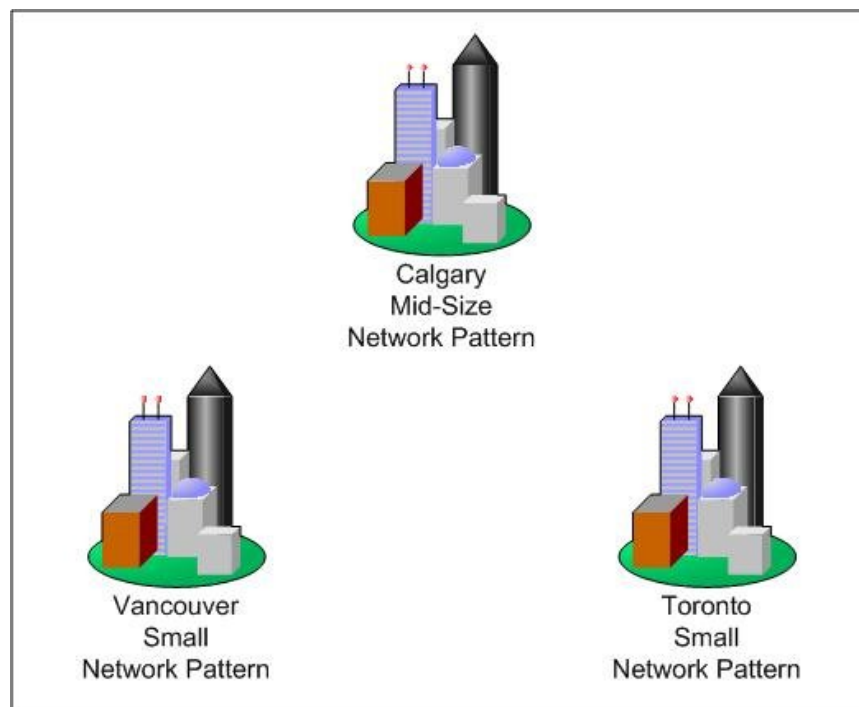 Calgary
Mid-Size
Network Pattern
Vancouver
Small
Network Pattern
Toronto
Small
Network Pattern